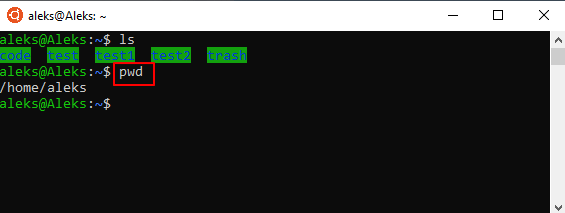 aleks@Aleks: ~
aleks@Aleks:~$ ls
code test test1 test2 trash
aleks@Aleks:~$ pwd
/home/aleks
aleks@Aleks:~$